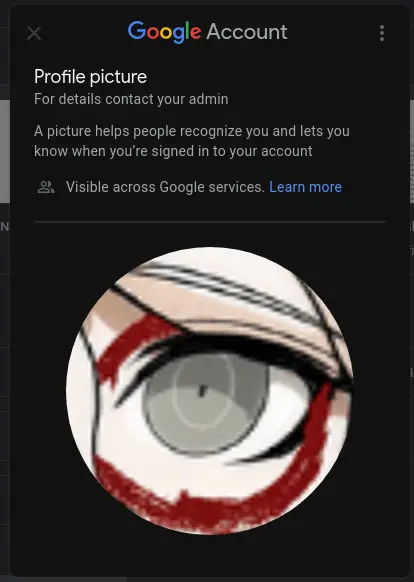 Google Account
Profile picture
For details contact your admin
A picture helps people recognize you and lets you
know when you’re signed in to your account
Visible across Google services. Learn more